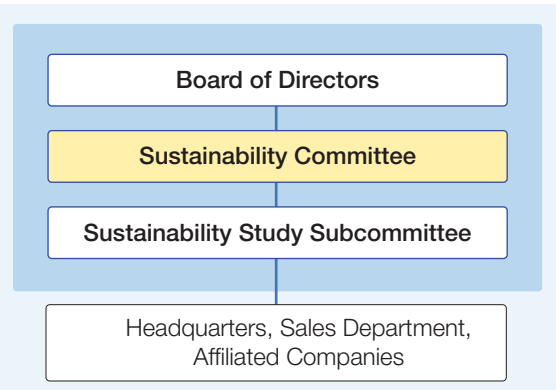 Board of Directors
Sustainability Committee
Sustainability Study Subcommittee
Headquarters, Sales Department,
Affiliated Companies